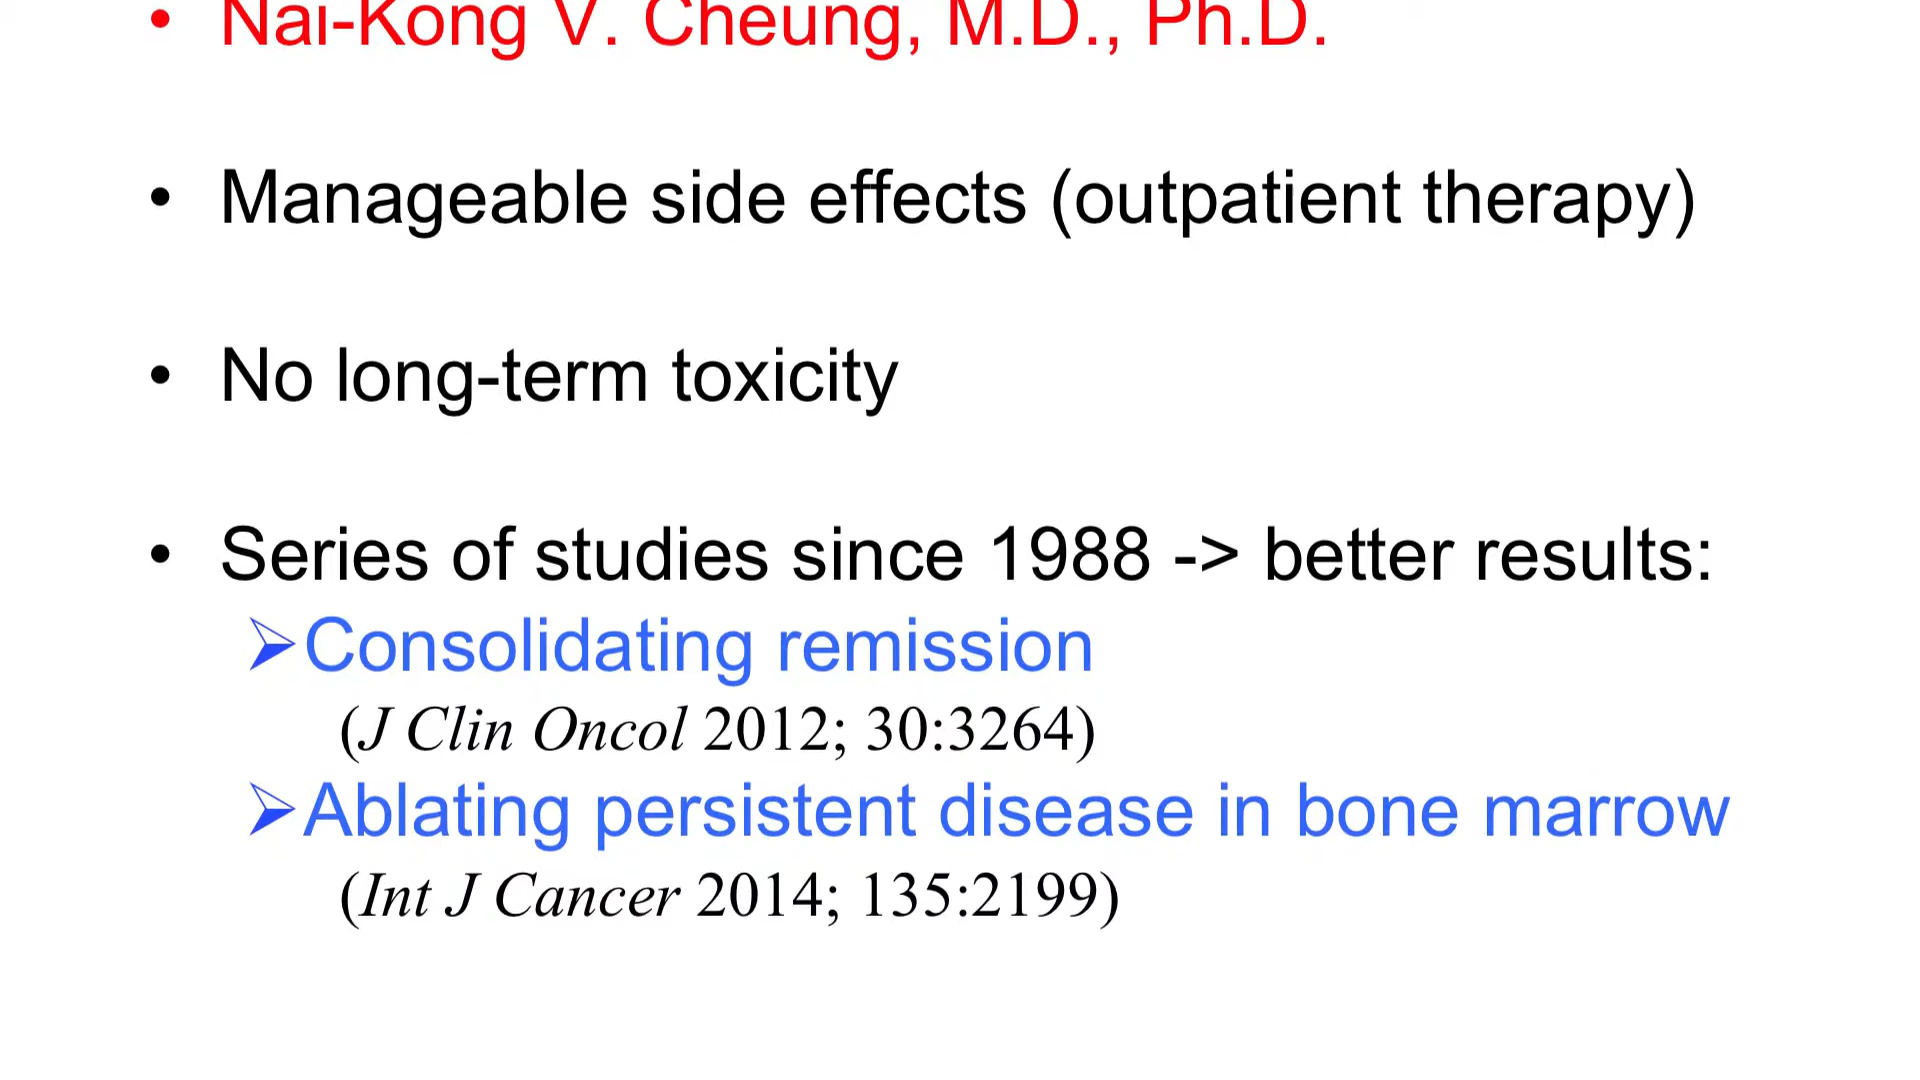 • Nai-Kong V. Cheung, M.D., Ph.D.
• Manageable side effects (outpatient therapy)
• No long-term toxicity
• Series of studies since 1988 -> better results:
➢Consolidating remission
(J Clin Oncol 2012; 30:3264)
➢Ablating persistent disease in bone marrow
(Int J Cancer 2014; 135:2199)